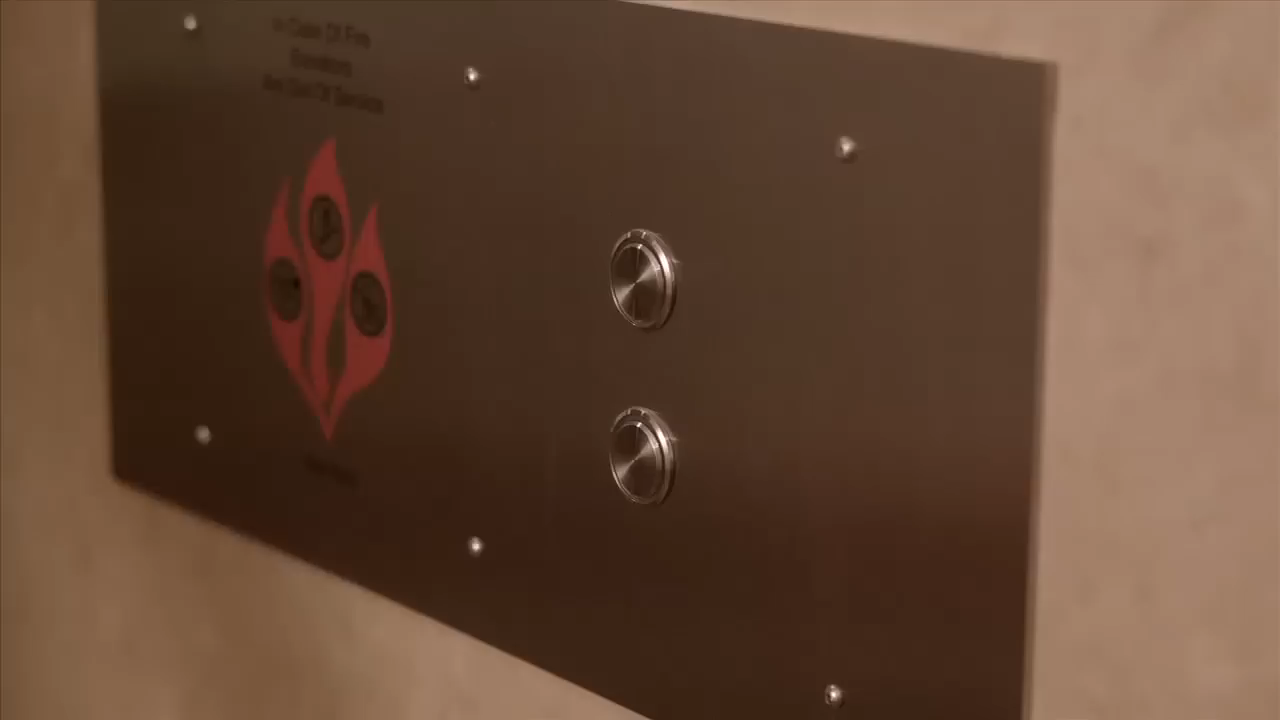 In Case Of Fire
Elevators
Are Out Of Service